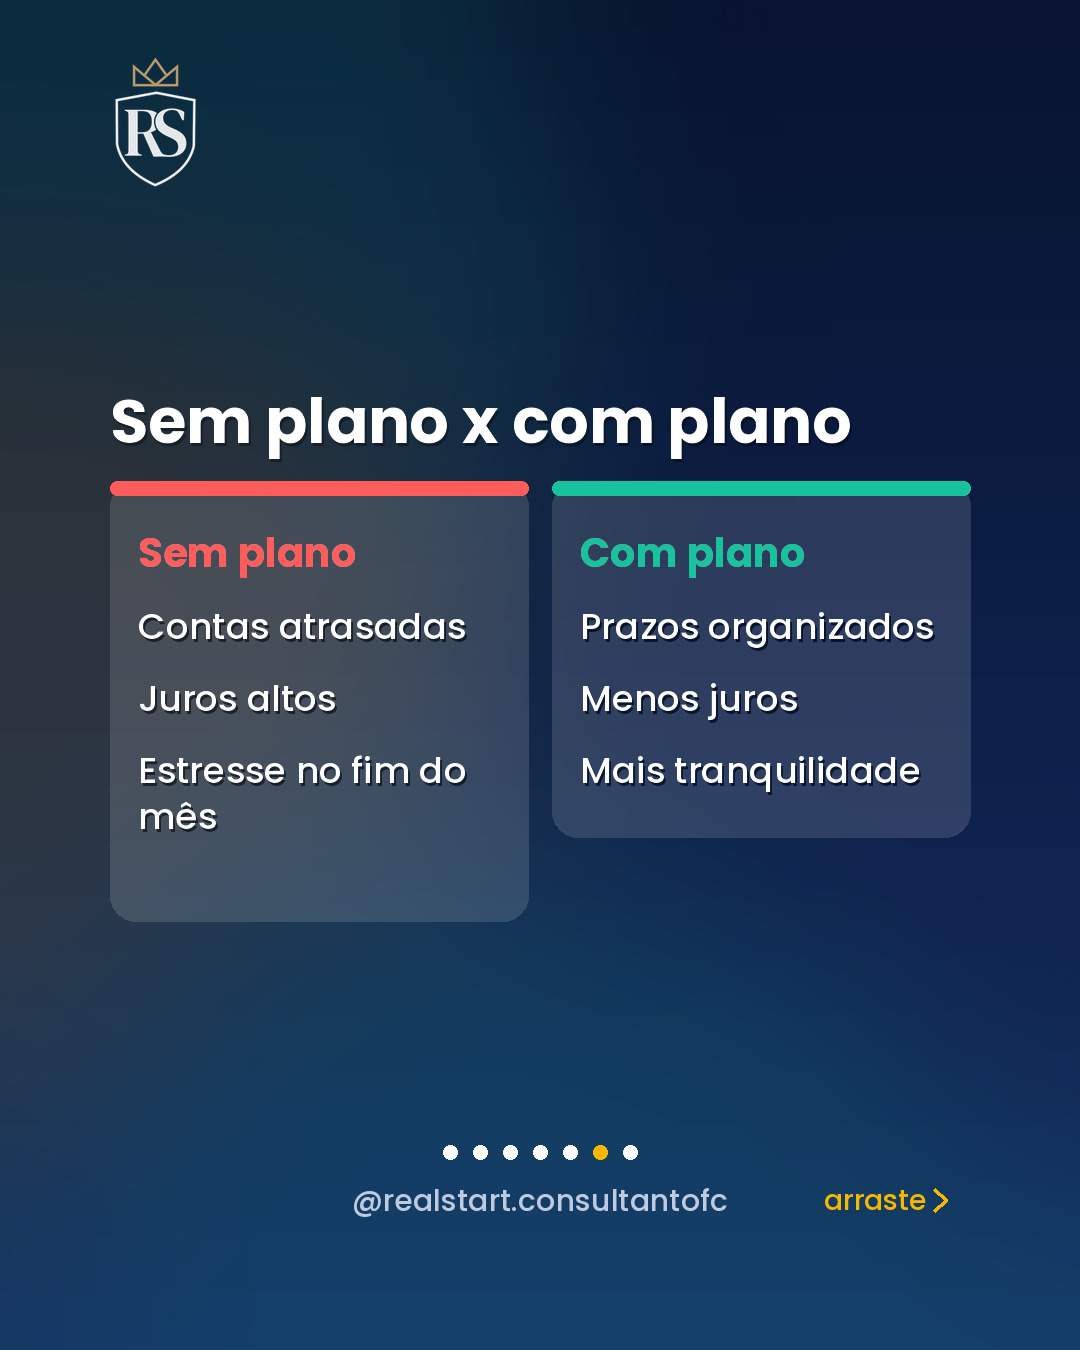 RS
Sem plano x com plano
Sem plano
Contas atrasadas
Juros altos
Estresse no fim do
mês
Com plano
Prazos organizados
Menos juros
Mais tranquilidade
@realstart.consultantofc
arraste